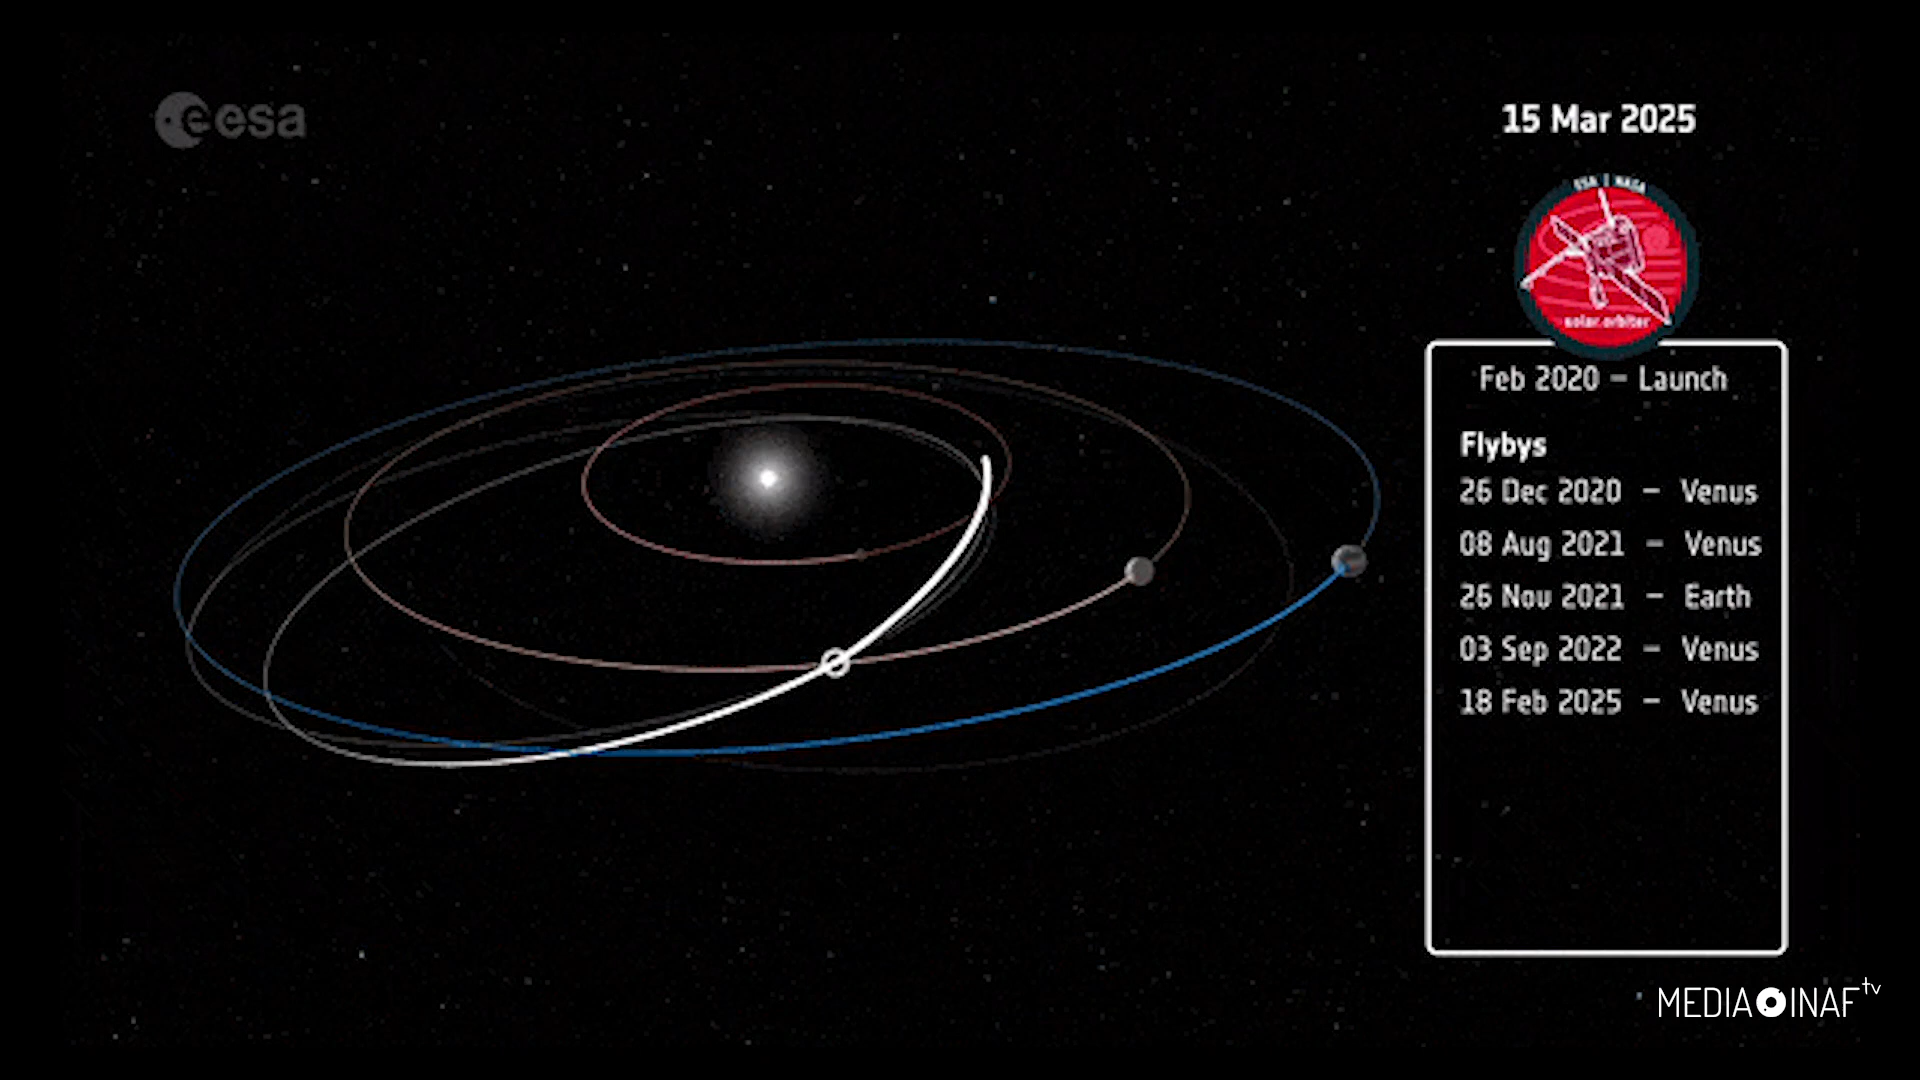 esa
15 Mar 2025
ESA | NASA
solar orbiter
Feb 2020 – Launch
Flybys
26 Dec 2020 – Venus
08 Aug 2021 – Venus
26 Nov 2021 – Earth
03 Sep 2022 – Venus
18 Feb 2025 – Venus
MEDIA INAF tv